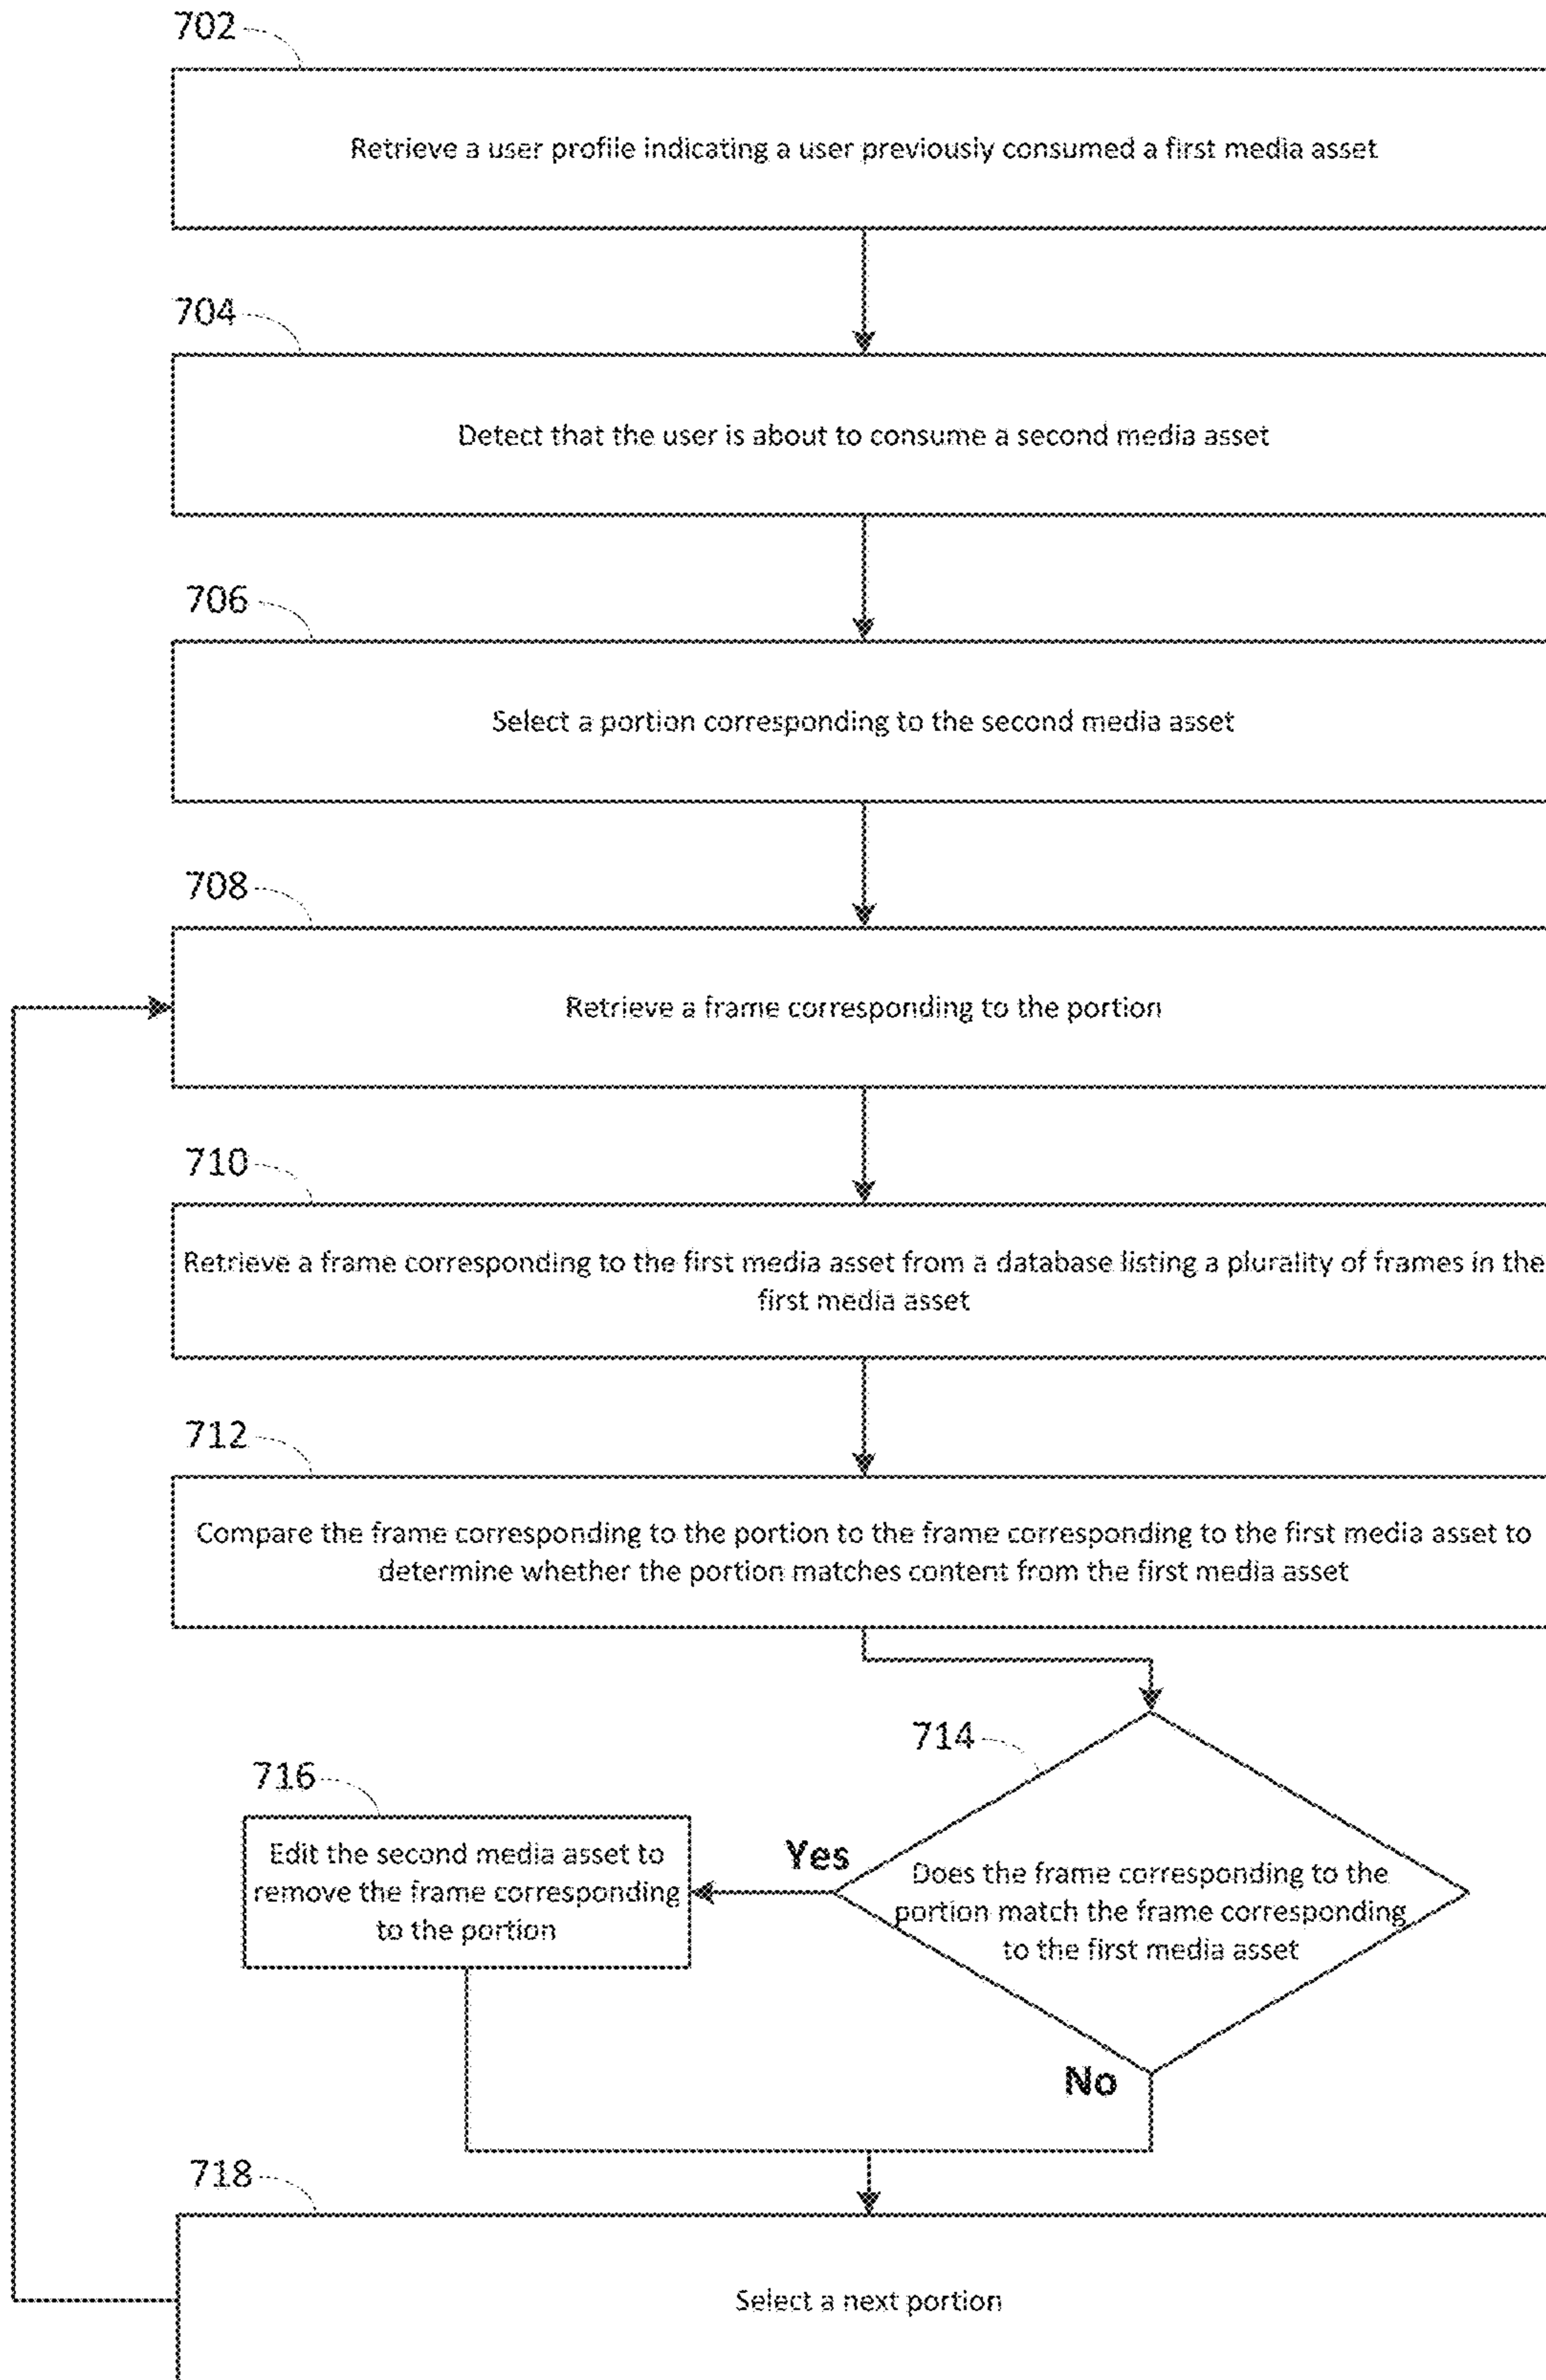 702
Retrieve a user profile indicating a user previously consumed a first media asset
704
Detect that the user is about to consume a second media asset
706
Select a portion corresponding to the second media asset
708
Retrieve a frame corresponding to the portion
710
Retrieve a frame corresponding to the first media asset from a database listing a plurality of frames in the
first media asset
712
Compare the frame corresponding to the portion to the frame corresponding to the first media asset to
determine whether the portion matches content from the first media asset
714
Does the frame corresponding to the
portion match the frame corresponding
to the first media asset
Yes
716
Edit the second media asset to
remove the frame corresponding
to the portion
No
718
Select a next portion